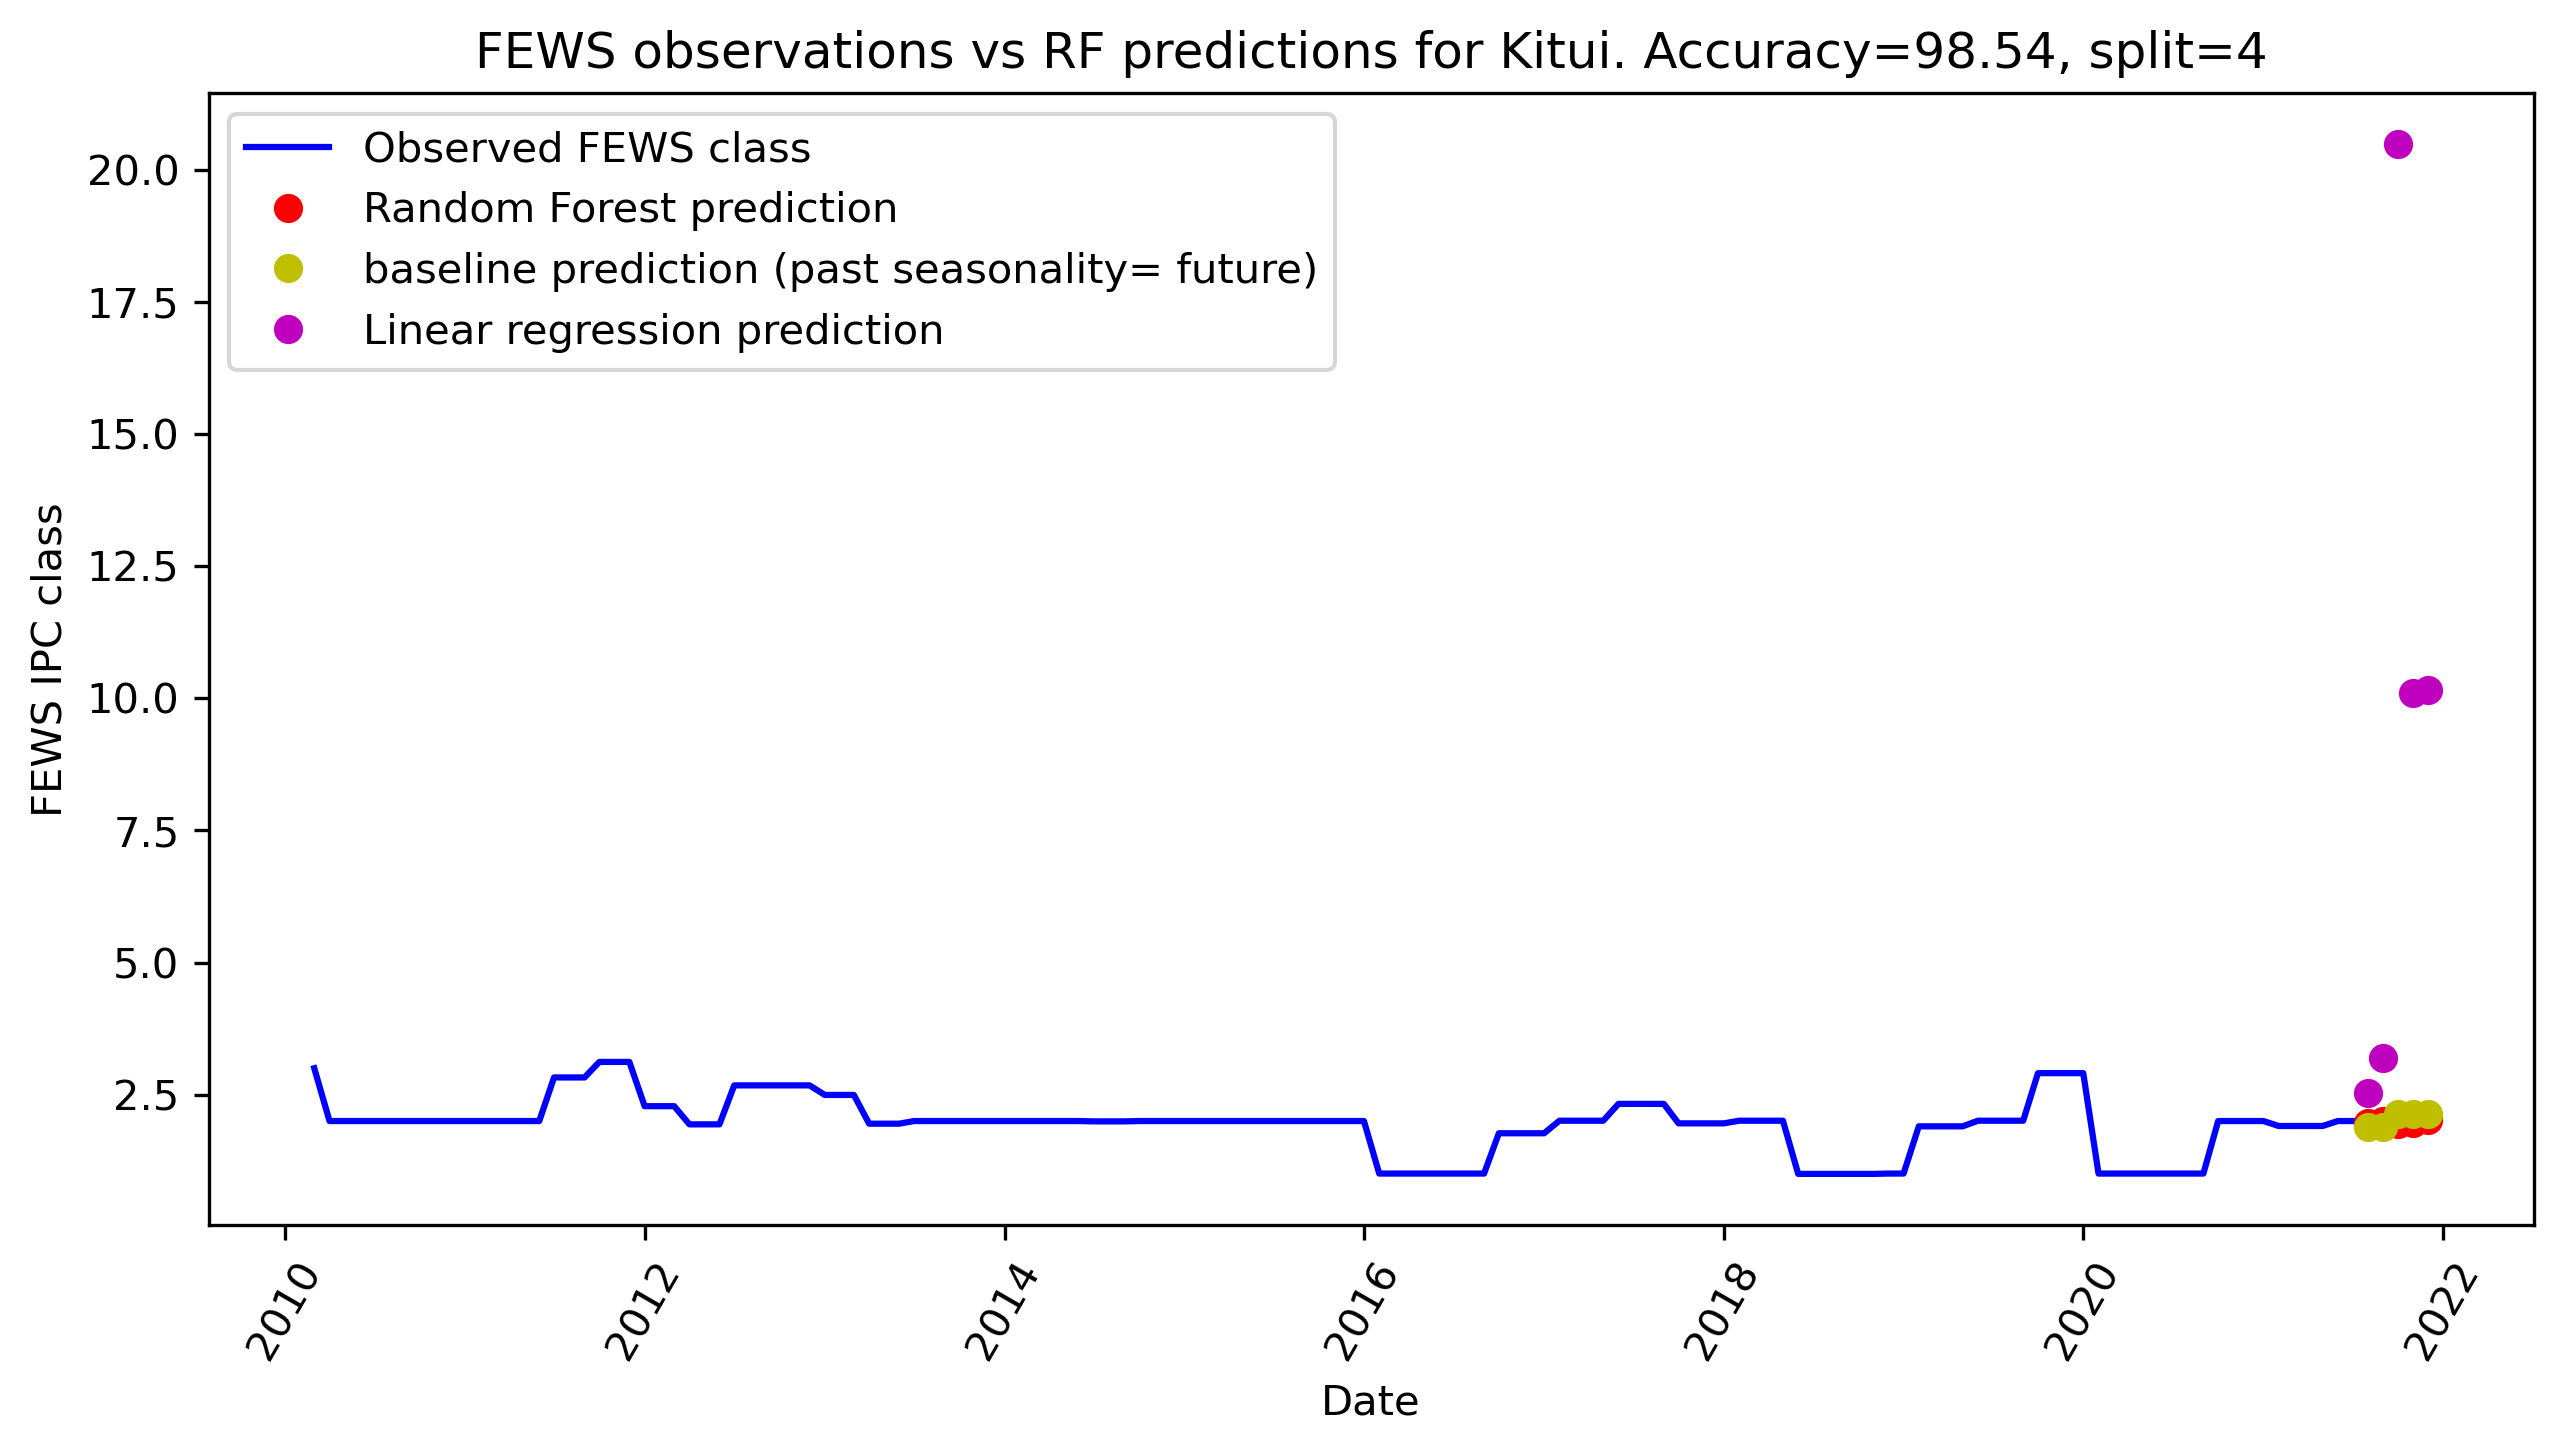 FEWS observations vs RF predictions for Kitui. Accuracy=98.54, split=4
Observed FEWS class
Random Forest prediction
baseline prediction (past seasonality= future)
Linear regression prediction
FEWS IPC class
20.0
17.5
15.0
12.5
10.0
7.5
5.0
2.5
2010
2012
2014
2016
2018
2020
2022
Date